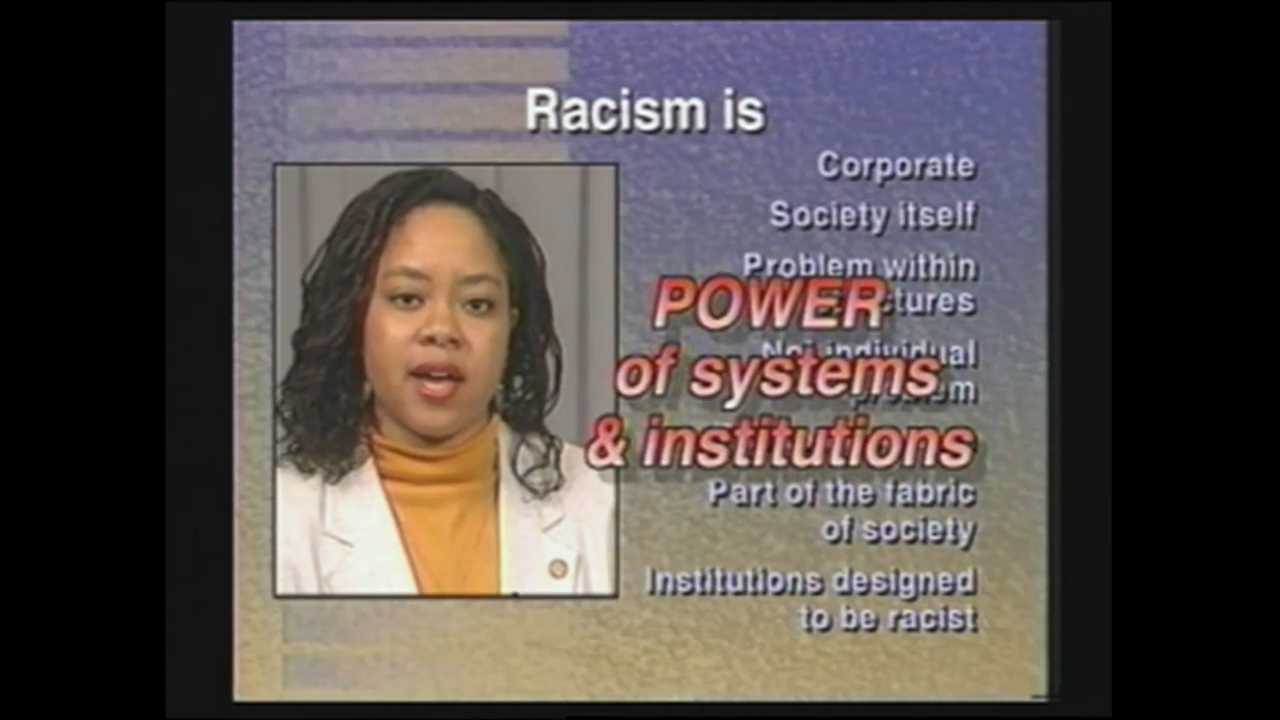 Racism is
Corporate
Society itself
Problem within
POWER
of systems
& institutions
Part of the fabric
of society
Institutions designed
to be racist